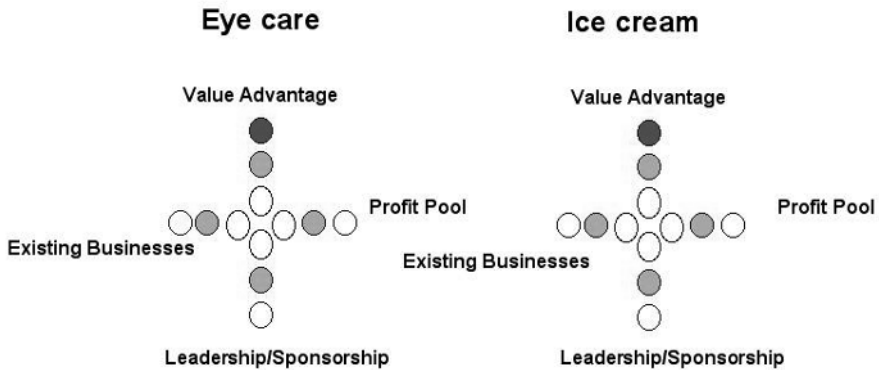 Eye care
Value Advantage
Profit Pool
Existing Businesses
Leadership/Sponsorship
Ice cream
Value Advantage
Profit Pool
Existing Businesses
Leadership/Sponsorship